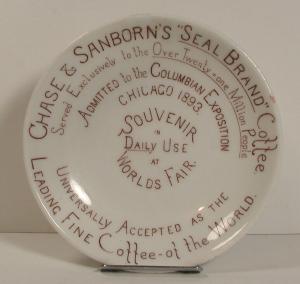 CHASE & SANBORN'S "SEAL BRAND" Coffee
Served Exclusively to the Over Twenty-one Million People
ADMITTED to the COLUMBIAN EXPOSITION
CHICAGO 1893.
SOUVENIR
IN
DAILY USE
AT
WORLDS FAIR.
UNIVERSALLY ACCEPTED AS THE
LEADING FINE Coffee-of the WORLD.